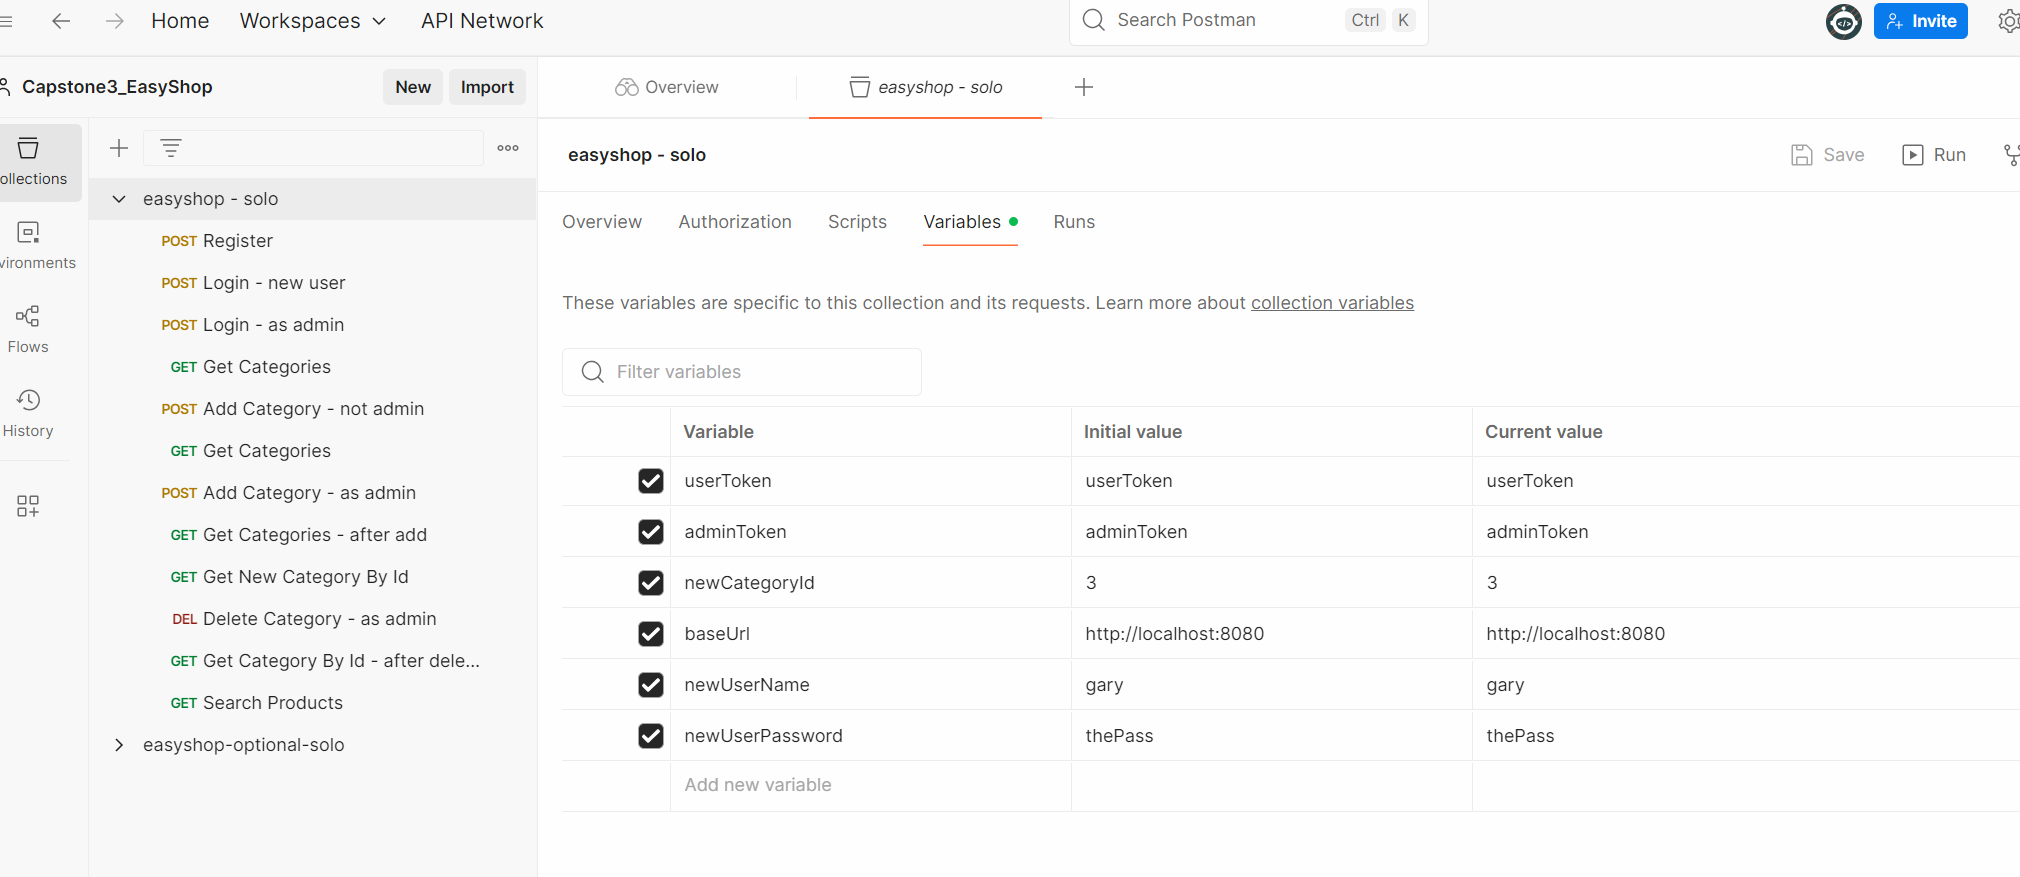 Home Workspaces API Network Search Postman Ctrl K Invite
Capstone3_EasyShop New Import Overview easyshop - solo
ollections
vironments
Flows
History
easyshop - solo
POST Register
POST Login - new user
POST Login - as admin
GET Get Categories
POST Add Category - not admin
GET Get Categories
POST Add Category - as admin
GET Get Categories - after add
GET Get New Category By Id
DEL Delete Category - as admin
GET Get Category By Id - after dele...
GET Search Products
easyshop-optional-solo
easyshop - solo Save Run
Overview Authorization Scripts Variables Runs
These variables are specific to this collection and its requests. Learn more about collection variables
Filter variables
Variable Initial value Current value
userToken userToken userToken
adminToken adminToken adminToken
newCategoryId 3 3
baseUrl http://localhost:8080 http://localhost:8080
newUserName gary gary
newUserPassword thePass thePass
Add new variable